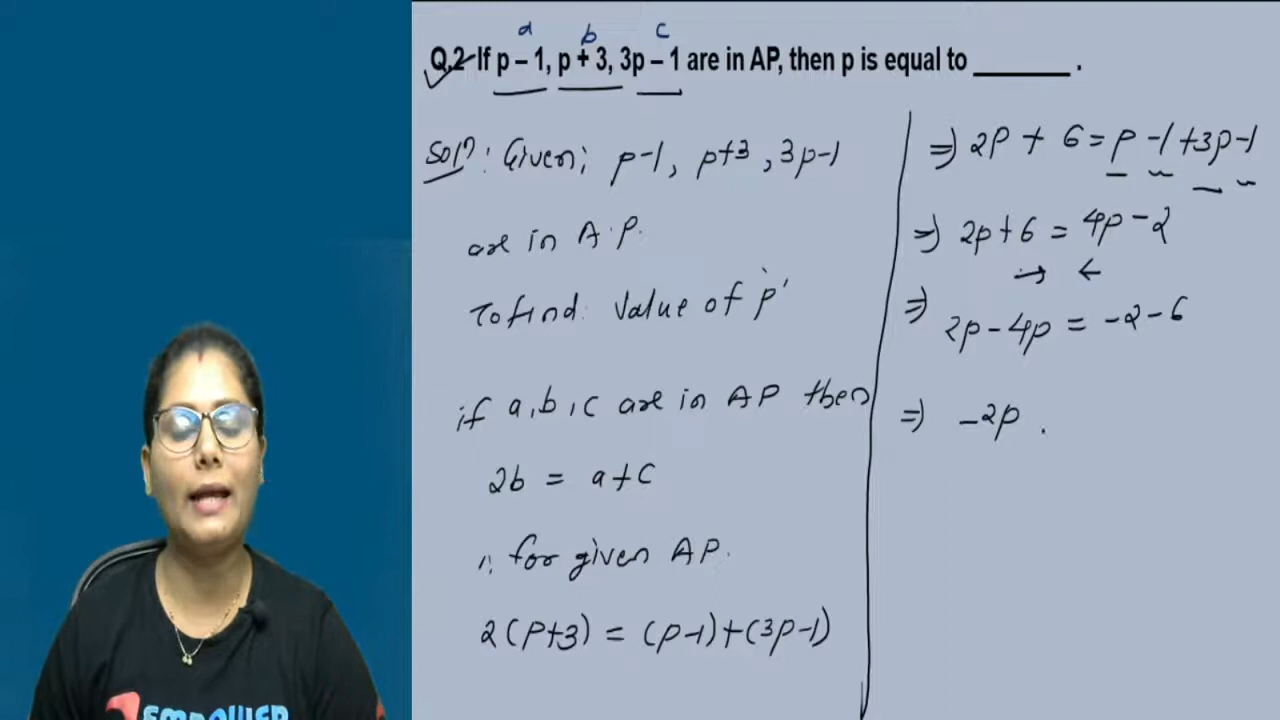 a b c
Q.2 If p – 1, p + 3, 3p – 1 are in AP, then p is equal to ________ .
Soln: Given; p-1, p+3, 3p-1
are in A.P.
To find: Value of 'p'
if a, b, c are in AP then
2b = a + c
∴ for given AP.
2(p+3) = (p-1)+(3p-1)
⇒ 2p + 6 = p - 1 + 3p - 1
⇒ 2p + 6 = 4p - 2
⇒ 2p - 4p = -2 - 6
⇒ -2p .
EMPOWER